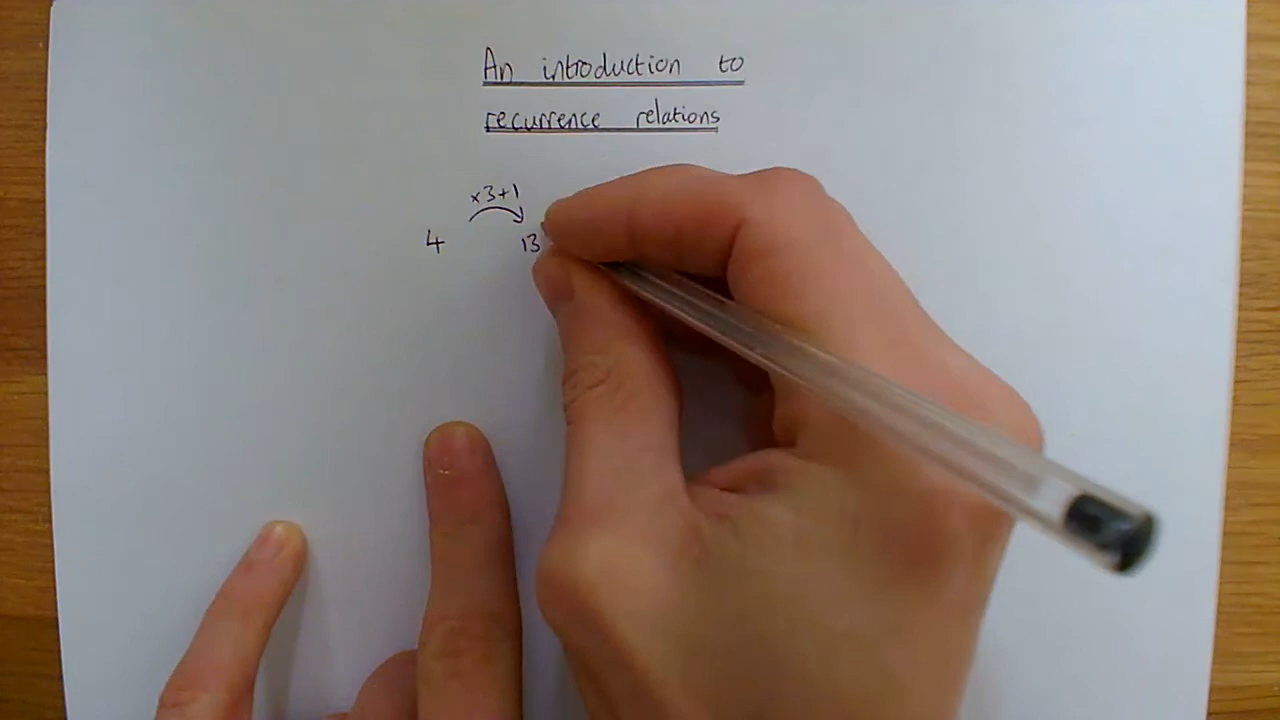 An introduction to
recurrence relations
×3+1
4 13